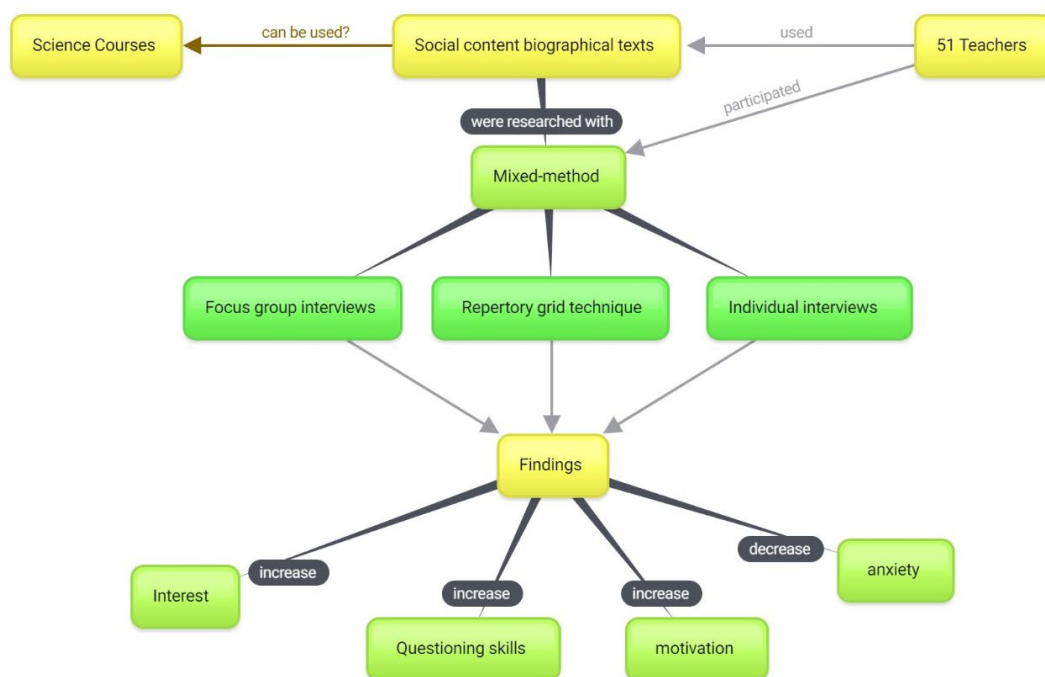 Science Courses
can be used?
Social content biographical texts
used
51 Teachers
participated
were researched with
Mixed-method
Focus group interviews
Repertory grid technique
Individual interviews
Findings
decrease
anxiety
increase
Interest
increase
increase
Questioning skills
motivation